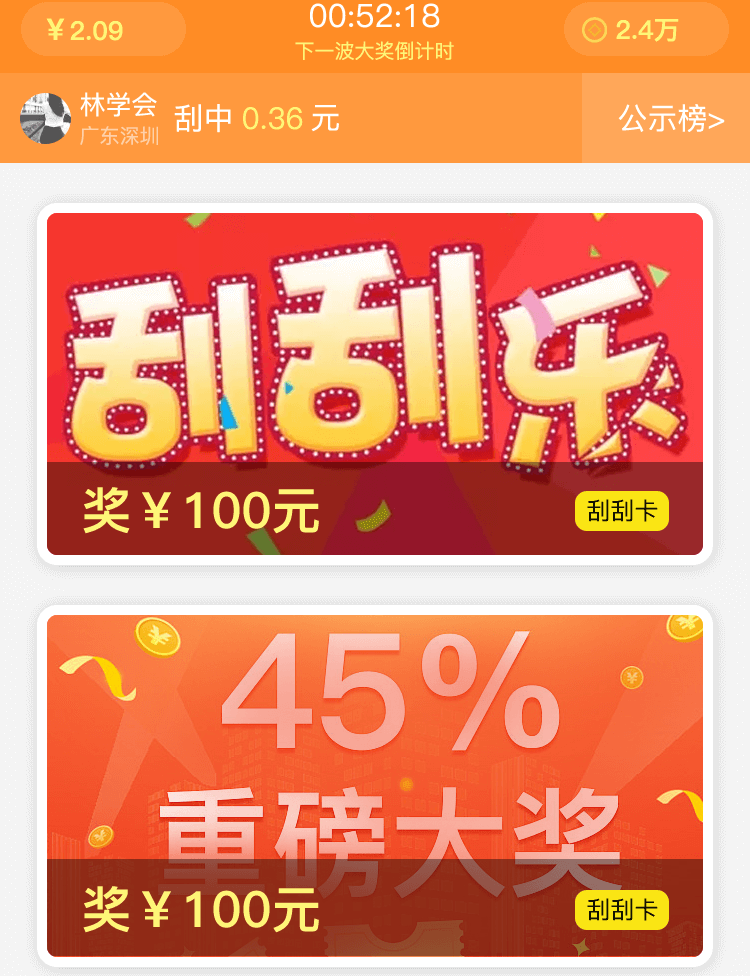 ¥2.09
00:52:18
2.4万
下一波大奖倒计时
林学会
广东深圳
刮中 0.36 元
公示榜>
刮刮乐
奖¥100元
刮刮卡
45%
重磅大奖
奖¥100元
刮刮卡